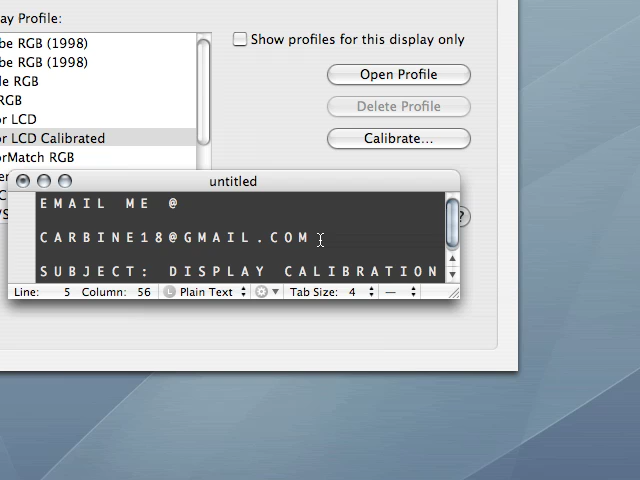 ay Profile:
be RGB (1998)
be RGB (1998)
le RGB
RGB
or LCD
or LCD Calibrated
orMatch RGB
Show profiles for this display only
Open Profile
Delete Profile
Calibrate...
?
untitled
EMAIL ME @
CARBINE18@GMAIL.COM
SUBJECT: DISPLAY CALIBRATION
Line: 5 Column: 56 L Plain Text Tab Size: 4 —